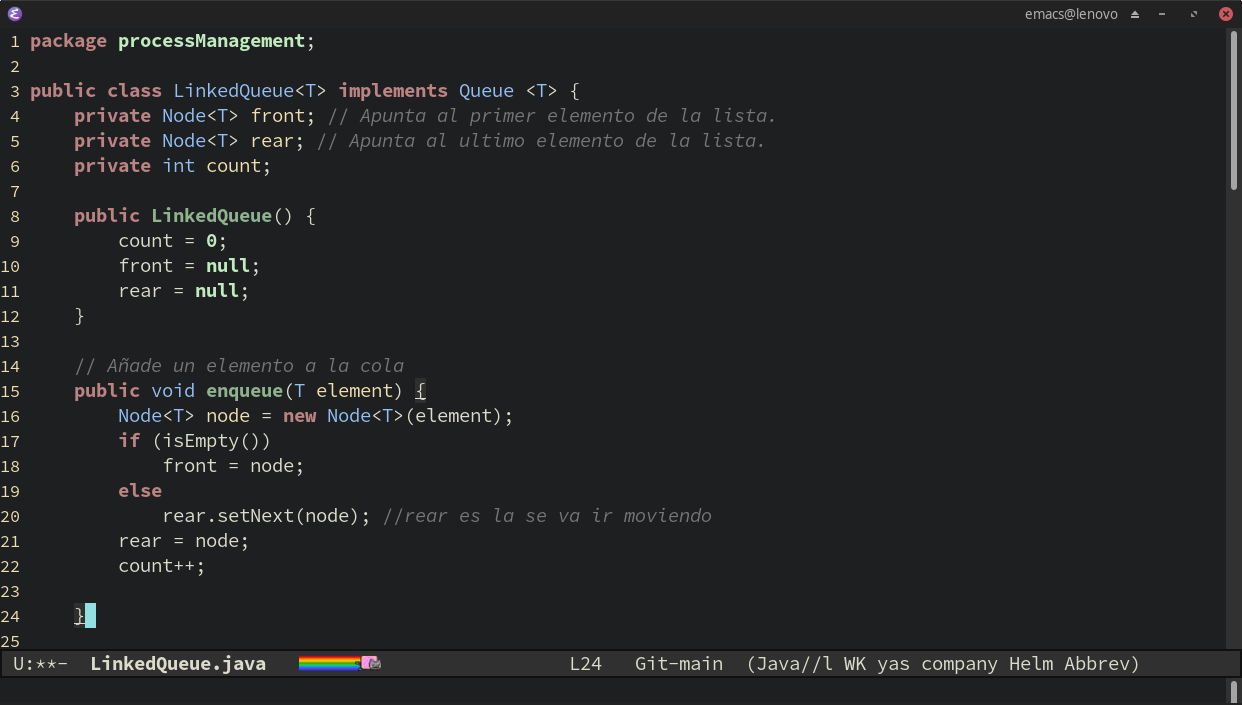 emacs@lenovo
1 package processManagement;
2
3 public class LinkedQueue<T> implements Queue <T> {
4     private Node<T> front; // Apunta al primer elemento de la lista.
5     private Node<T> rear; // Apunta al ultimo elemento de la lista.
6     private int count;
7
8     public LinkedQueue() {
9         count = 0;
10         front = null;
11         rear = null;
12     }
13
14     // Añade un elemento a la cola
15     public void enqueue(T element) {
16         Node<T> node = new Node<T>(element);
17         if (isEmpty())
18             front = node;
19         else
20             rear.setNext(node); //rear es la se va ir moviendo
21         rear = node;
22         count++;
23
24     }
25
U:**-  LinkedQueue.java   L24   Git-main  (Java//l WK yas company Helm Abbrev)